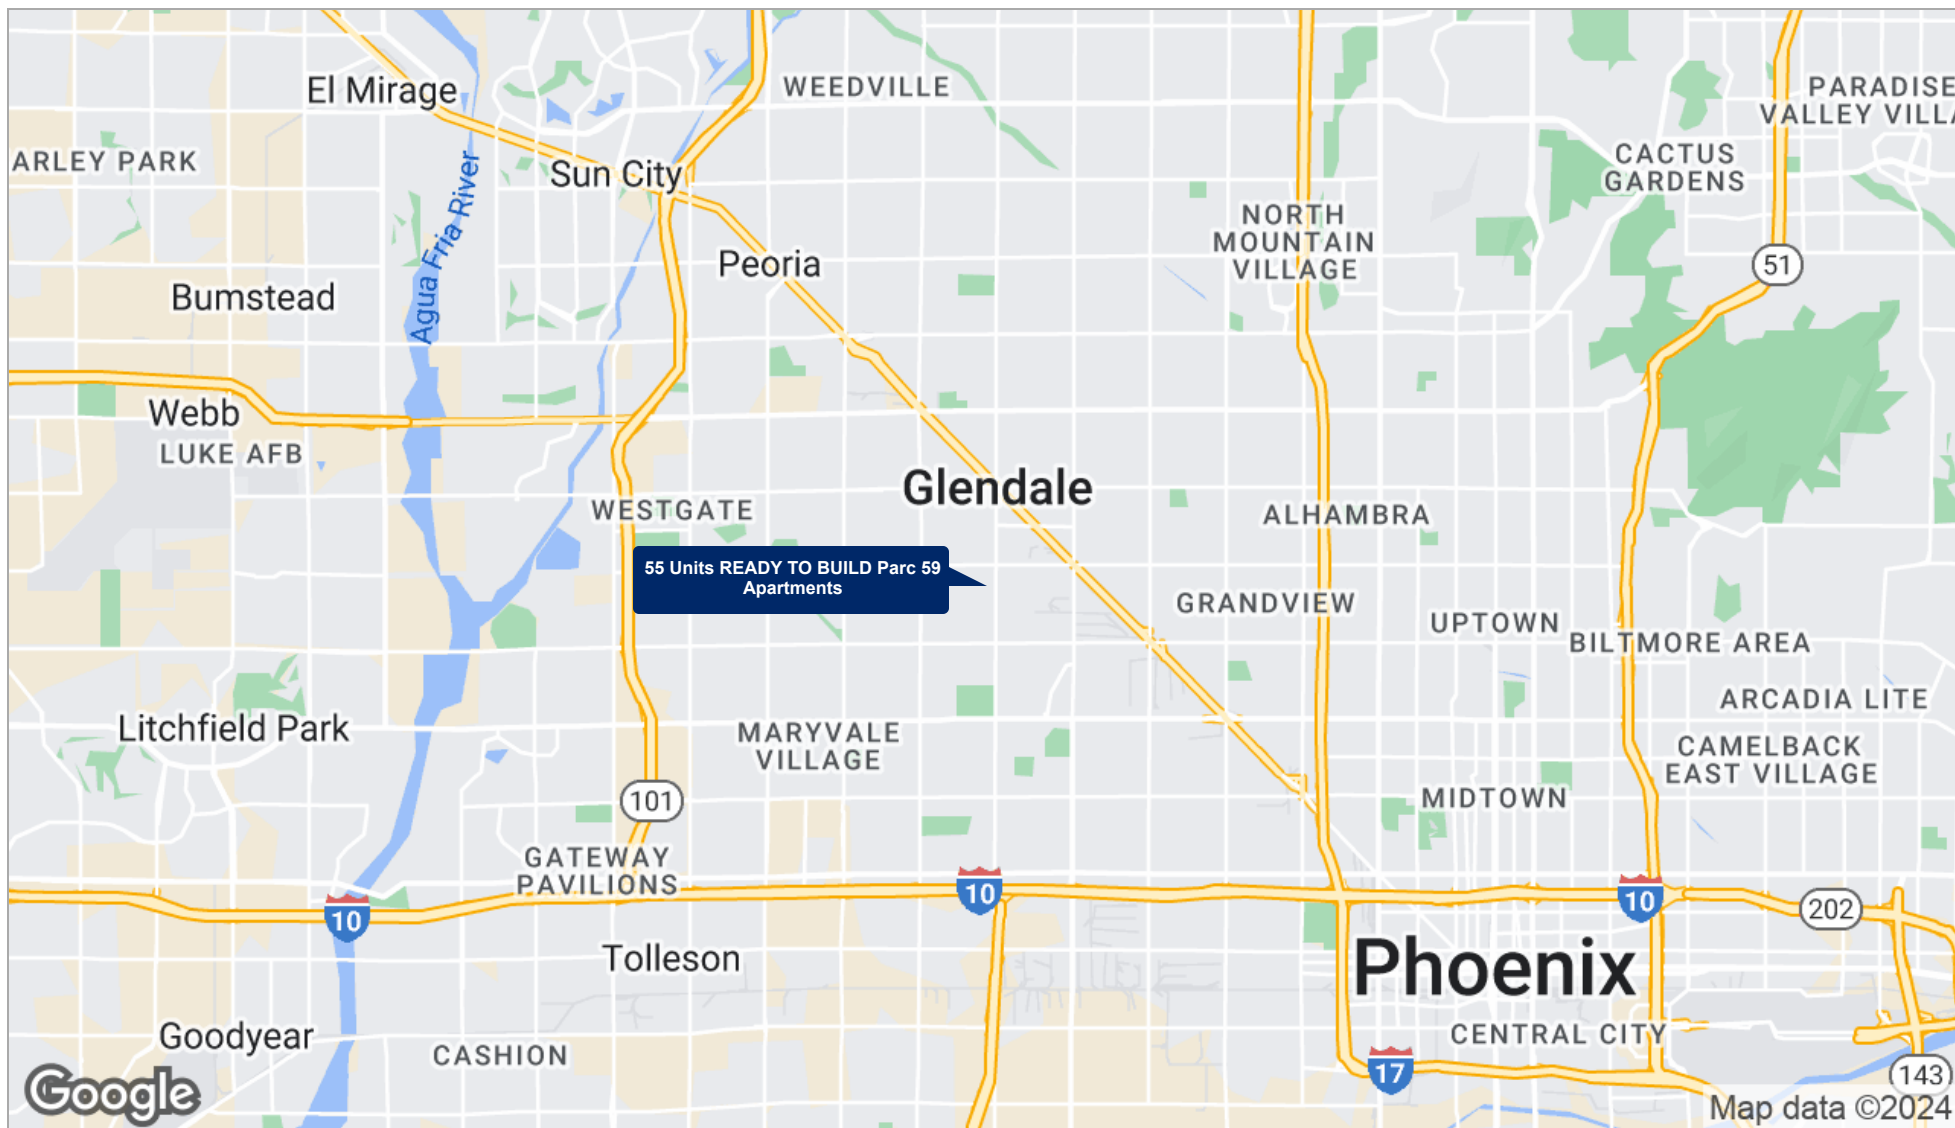 WEEDVILLE
PARADISE
VALLEY VILLA
El Mirage
ARLEY PARK
CACTUS
GARDENS
Sun City
Agua Fria River
NORTH
MOUNTAIN
VILLAGE
Peoria
51
Bumstead
Webb
LUKE AFB
Glendale
WESTGATE
ALHAMBRA
55 Units READY TO BUILD Parc 59
Apartments
GRANDVIEW
UPTOWN
BILTMORE AREA
ARCADIA LITE
Litchfield Park
MARYVALE
VILLAGE
CAMELBACK
EAST VILLAGE
101
MIDTOWN
GATEWAY
PAVILIONS
10
10
10
202
Tolleson
Phoenix
Goodyear
CASHION
CENTRAL CITY
17
143
Google
Map data ©2024